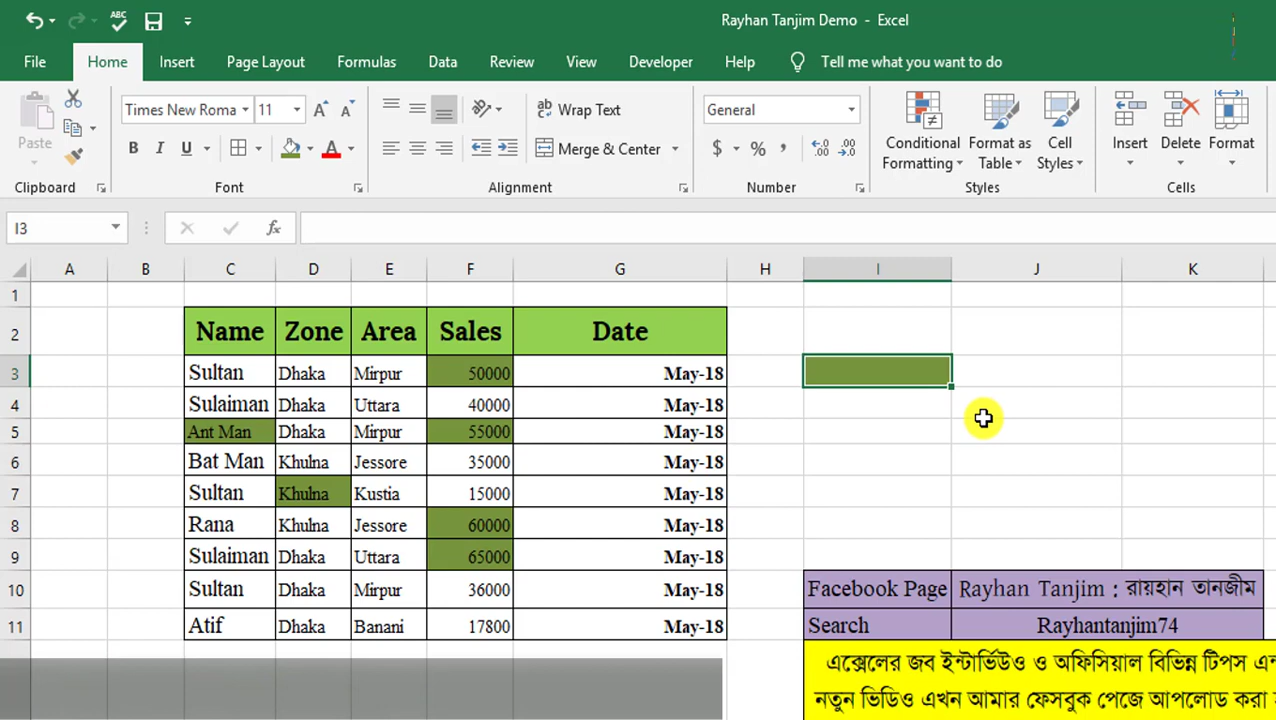 ABC
Rayhan Tanjim Demo - Excel
File Home Insert Page Layout Formulas Data Review View Developer Help Tell me what you want to do
Times New Roma 11 A A ab Wrap Text General
Paste B I U A Merge & Center $ % , .0 .00 Conditional Formatting Format as Table Cell Styles Insert Delete Format
Clipboard Font Alignment Number Styles Cells
I3 fx
A B C D E F G H I J K
1
2 Name Zone Area Sales Date
3 Sultan Dhaka Mirpur 50000 May-18
4 Sulaiman Dhaka Uttara 40000 May-18
5 Ant Man Dhaka Mirpur 55000 May-18
6 Bat Man Khulna Jessore 35000 May-18
7 Sultan Khulna Kustia 15000 May-18
8 Rana Khulna Jessore 60000 May-18
9 Sulaiman Dhaka Uttara 65000 May-18
10 Sultan Dhaka Mirpur 36000 May-18 Facebook Page Rayhan Tanjim : রায়হান তানজীম
11 Atif Dhaka Banani 17800 May-18 Search Rayhantanjim74
এক্সেলের জব ইন্টার্ভিউও ও অফিসিয়াল বিভিন্ন টিপস
নতুন ভিডিও এখন আমার ফেসবুক পেজে আপলোড করা